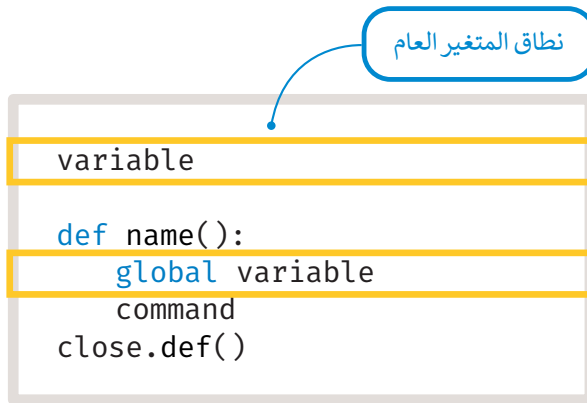 نطاق المتغير العام
variable
def name():
global variable
command
close.def()